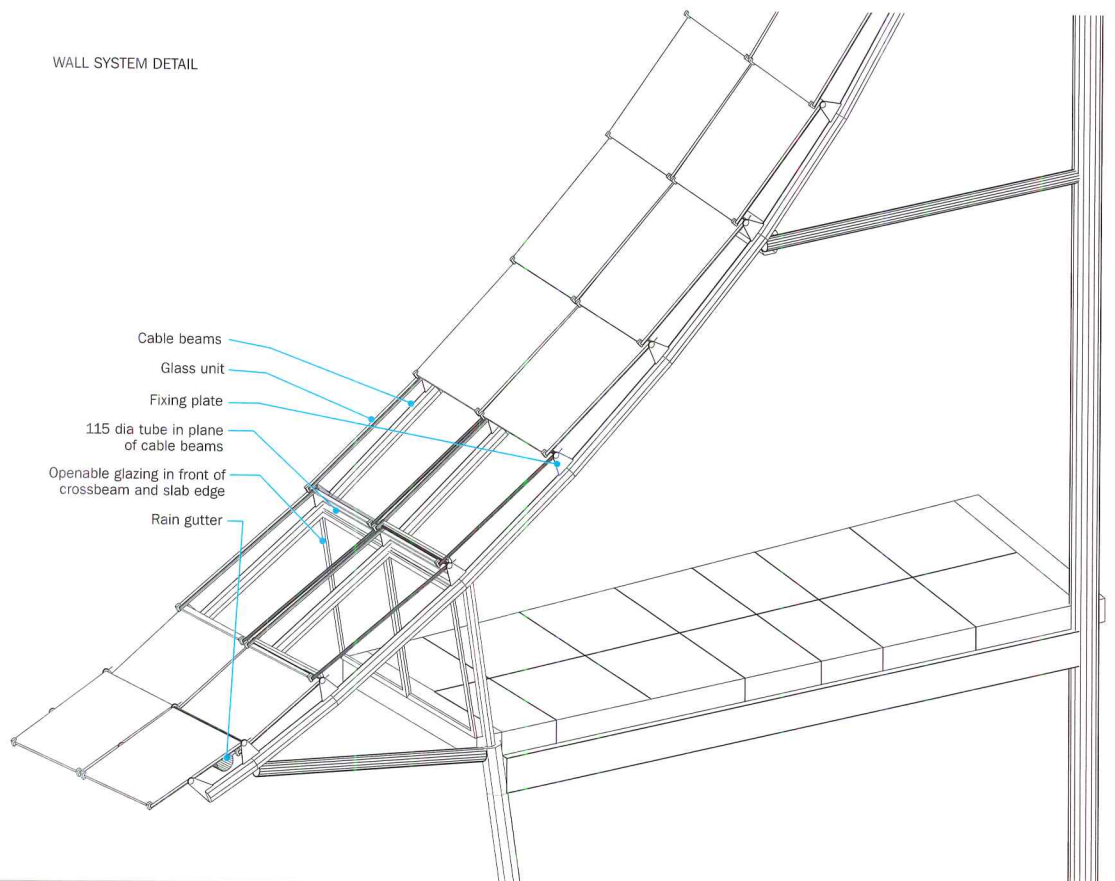 WALL SYSTEM DETAIL
Cable beams
Glass unit
Fixing plate
115 dia tube in plane
of cable beams
Openable glazing in front of
crossbeam and slab edge
Rain gutter